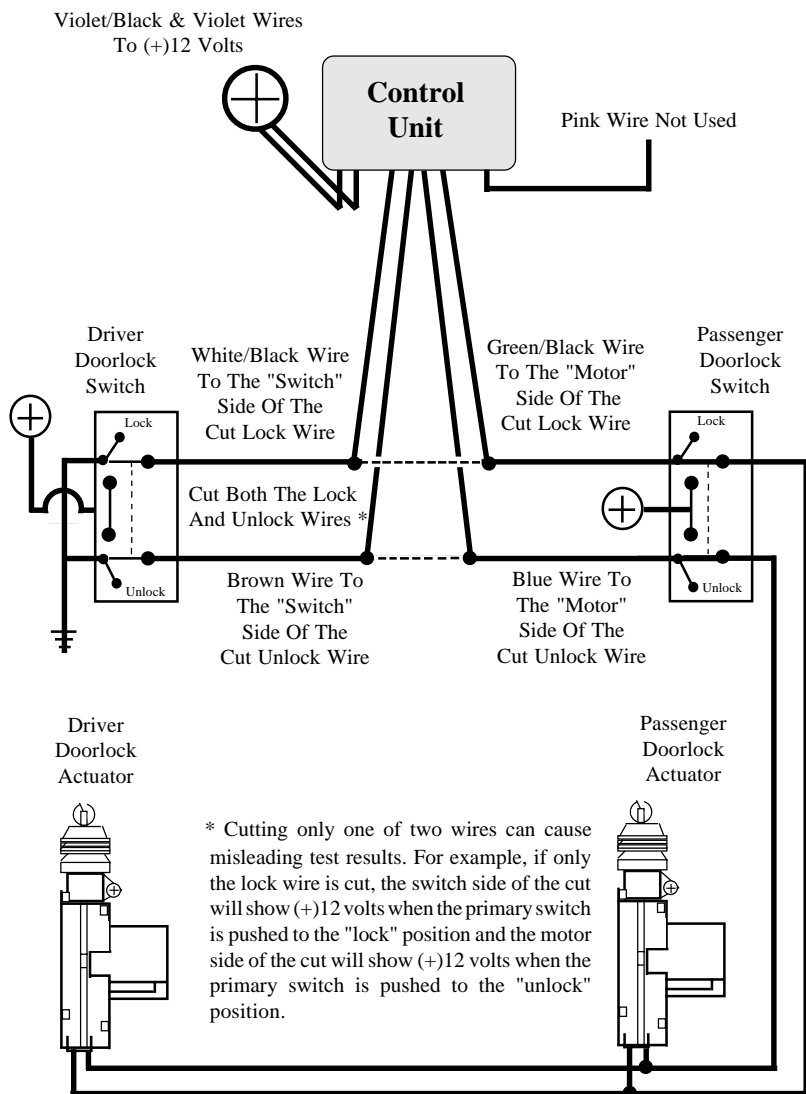 Violet/Black & Violet Wires
To (+)12 Volts
Control
Unit
Pink Wire Not Used
Driver
Doorlock
Switch
White/Black Wire
To The "Switch"
Side Of The
Cut Lock Wire
Green/Black Wire
To The "Motor"
Side Of The
Cut Lock Wire
Passenger
Doorlock
Switch
Lock
Lock
Cut Both The Lock
And Unlock Wires *
Unlock
Unlock
Brown Wire To
The "Switch"
Side Of The
Cut Unlock Wire
Blue Wire To
The "Motor"
Side Of The
Cut Unlock Wire
Driver
Doorlock
Actuator
Passenger
Doorlock
Actuator
* Cutting only one of two wires can cause
misleading test results. For example, if only
the lock wire is cut, the switch side of the cut
will show (+)12 volts when the primary switch
is pushed to the "lock" position and the motor
side of the cut will show (+)12 volts when the
primary switch is pushed to the "unlock"
position.